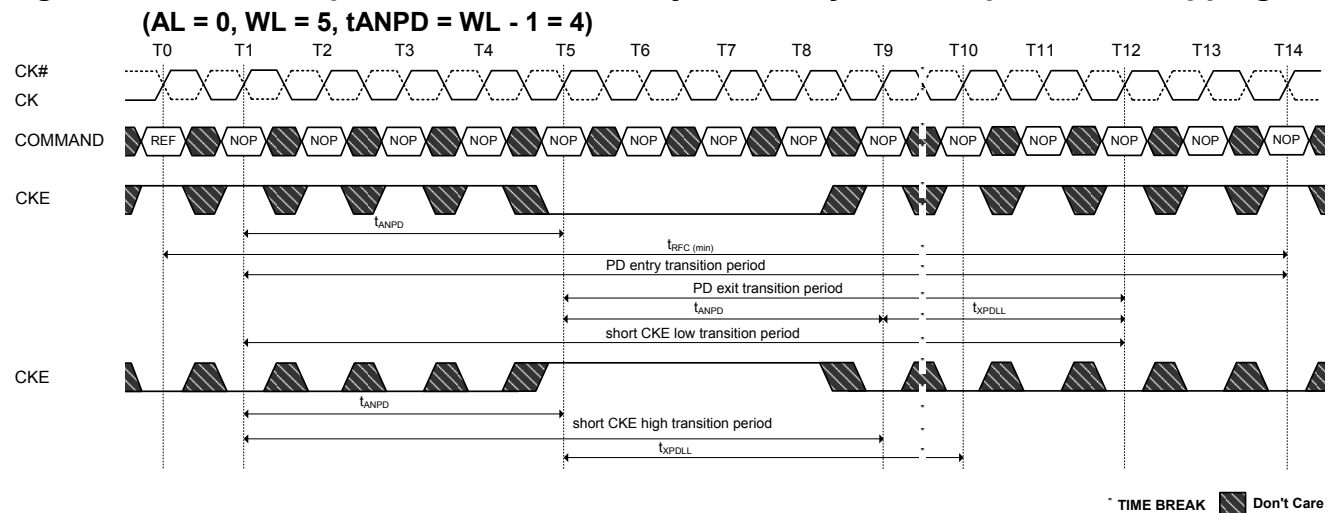 (AL = 0, WL = 5, tANPD = WL - 1 = 4)
T0 T1 T2 T3 T4 T5 T6 T7 T8 T9 T10 T11 T12 T13 T14
CK#
CK
COMMAND REF NOP NOP NOP NOP NOP NOP NOP NOP NOP NOP NOP NOP NOP NOP
CKE
tANPD
tRFC (min)
PD entry transition period
PD exit transition period
tANPD tXPDLL
short CKE low transition period
CKE
tANPD
short CKE high transition period
tXPDLL
TIME BREAK Don't Care